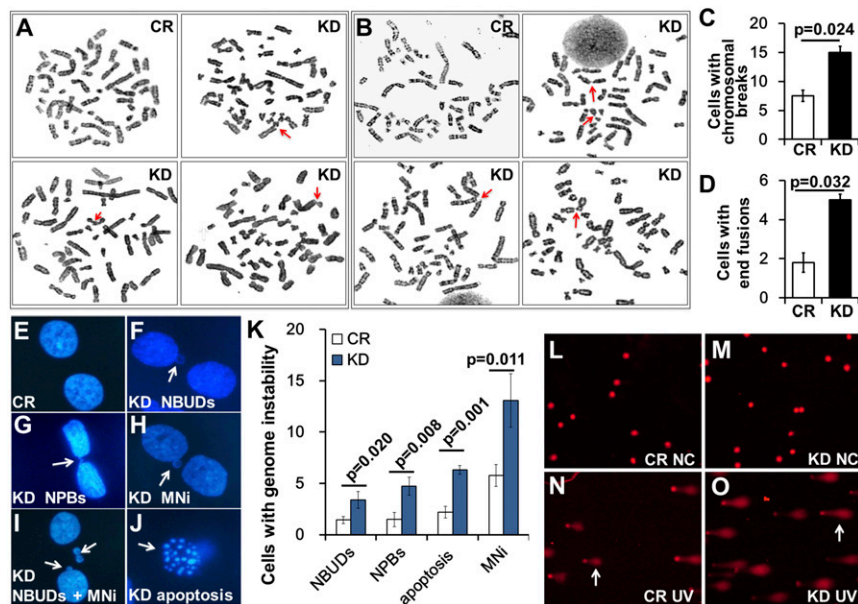 A
CR
KD
B
CR
KD
KD
KD
KD
KD
C
p=0.024
Cells with
chromosomal
breaks
20
15
10
5
0
CR
KD
D
p=0.032
Cells with
end fusions
6
4
2
0
CR
KD
E
CR
F
KD NBUDs
G
KD NPBs
H
KD MNi
I
KD
NBUDs + MNi
J
KD apoptosis
K
Cells with genome instability
20
15
10
5
0
CR
KD
p=0.020
p=0.008
p=0.001
p=0.011
NBUDs
NPBs
apoptosis
MNi
L
CR NC
M
KD NC
N
CR UV
O
KD UV